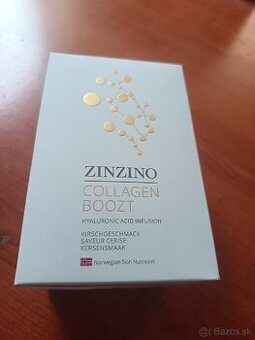 ZINZINO
COLLAGEN
BOOZT
HYALURONIC ACID INFUSION
KIRSCHGESCHMACK
SAVEUR CERISE
KERSENSMAAK
Norwegian Skin Nutrition
Bazos.sk